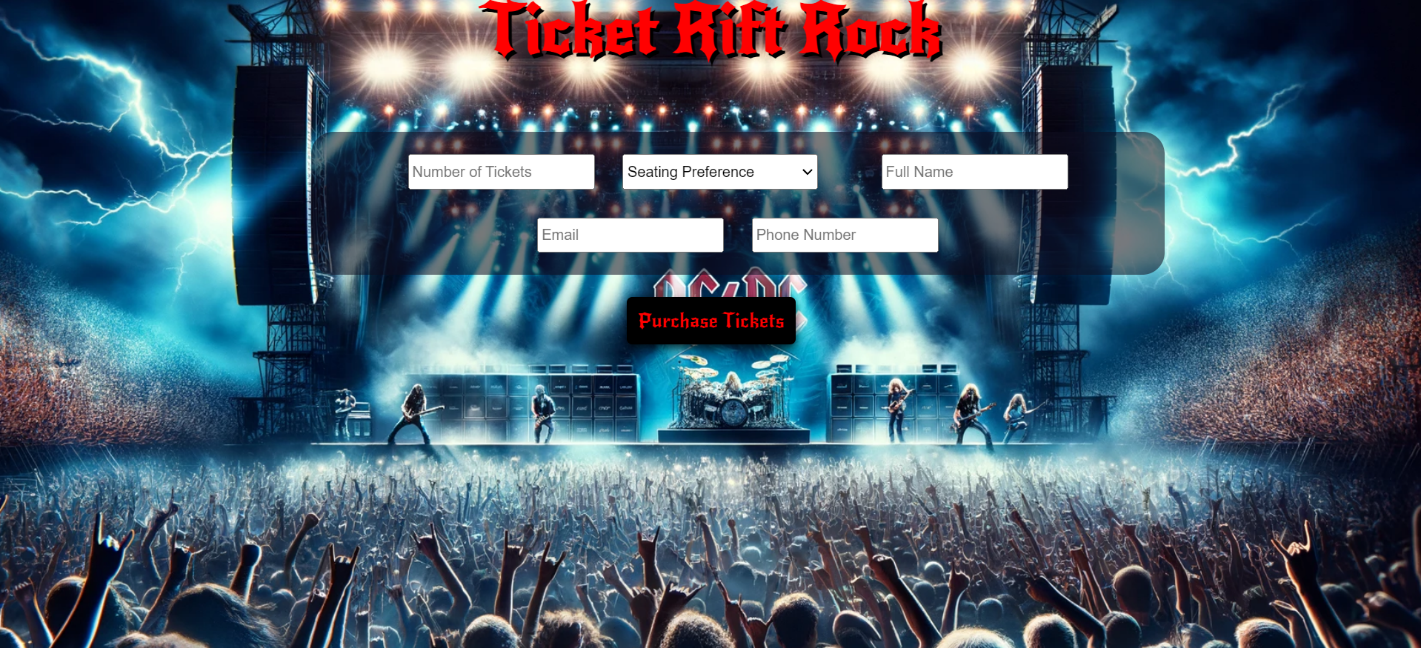 Ticket Rift Rock
Number of Tickets
Seating Preference
Full Name
Email
Phone Number
AC/DC
Purchase Tickets